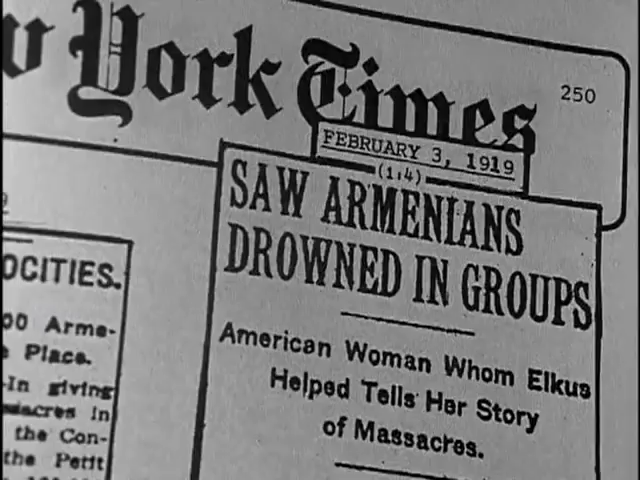 York Times
250
FEBRUARY 3, 1919
(1:4)
SAW ARMENIANS
DROWNED IN GROUPS
American Woman Whom Elkus
Helped Tells Her Story
of Massacres.
OCITIES.
00 Arme-
Place.
-In giving
sacres in
the Con-
the Petit